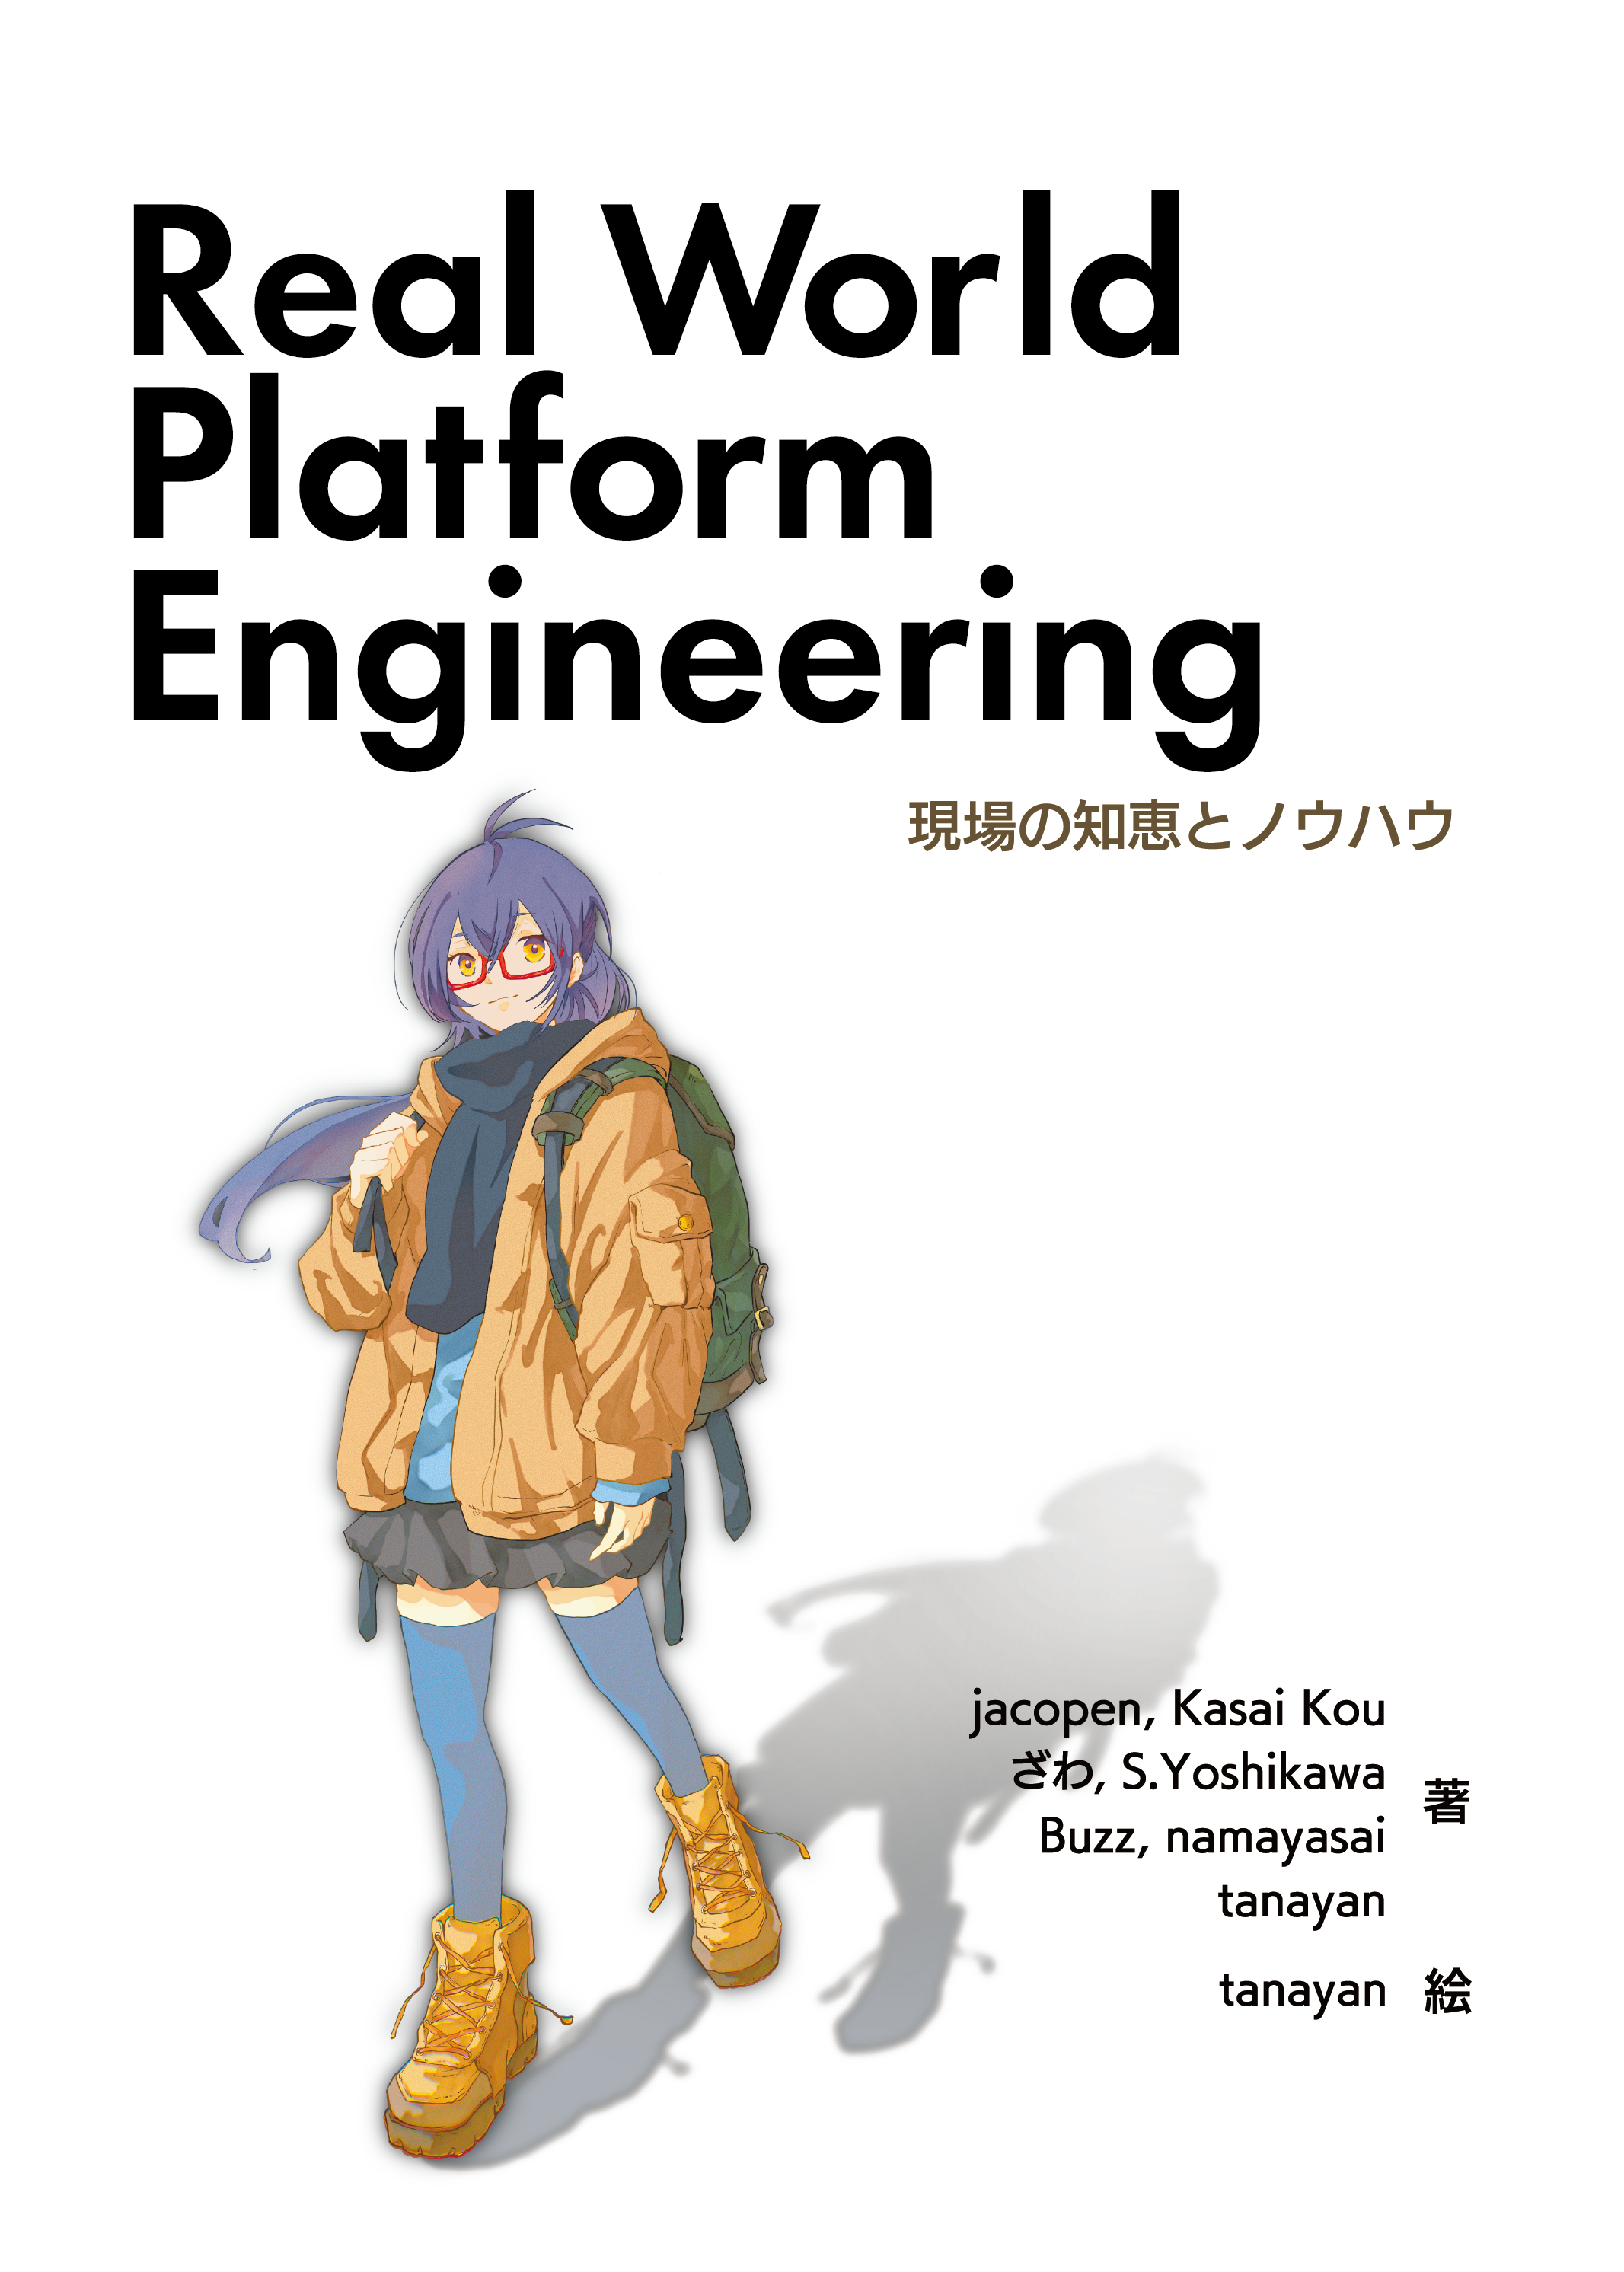 Real World
Platform
Engineering
現場の知恵とノウハウ
jacopen, Kasai Kou
ざわ, S.Yoshikawa
Buzz, namayasai
tanayan
著
tanayan 絵